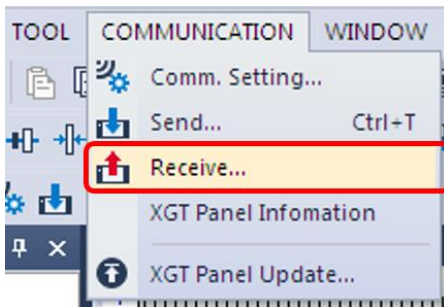 TOOL COMMUNICATION WINDOW
Comm. Setting...
Send... Ctrl+T
Receive...
XGT Panel Infomation
XGT Panel Update...